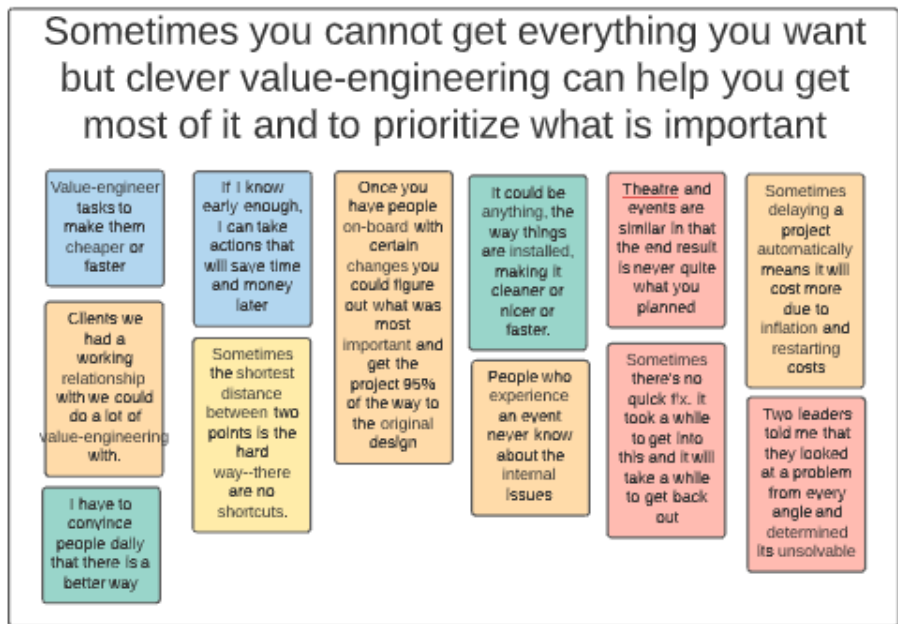 Sometimes you cannot get everything you want
but clever value-engineering can help you get
most of it and to prioritize what is important
Value-engineer
tasks to
make them
cheaper or
faster
Clients we
had a
working
relationship
with we could
do a lot of
value-engineering
with.
I have to
convince
people daily
that there is a
better way
If I know
early enough,
I can take
actions that
will save time
and money
later
Sometimes
the shortest
distance
between two
points is the
hard
way--there
are no
shortcuts.
Once you
have people
on-board with
certain
changes you
could figure
out what was
most
important and
get the
project 95%
of the way to
the original
design
It could be
anything, the
way things
are installed,
making it
cleaner or
nicer or
faster.
People who
experience
an event
never know
about the
internal
issues
Theatre and
events are
similar in that
the end result
is never quite
what you
planned
Sometimes
there's no
quick fix. It
took a while
to get into
this and it will
take a while
to get back
out
Sometimes
delaying a
project
automatically
means it will
cost more
due to
inflation and
restarting
costs
Two leaders
told me that
they looked
at a problem
from every
angle and
determined
its unsolvable